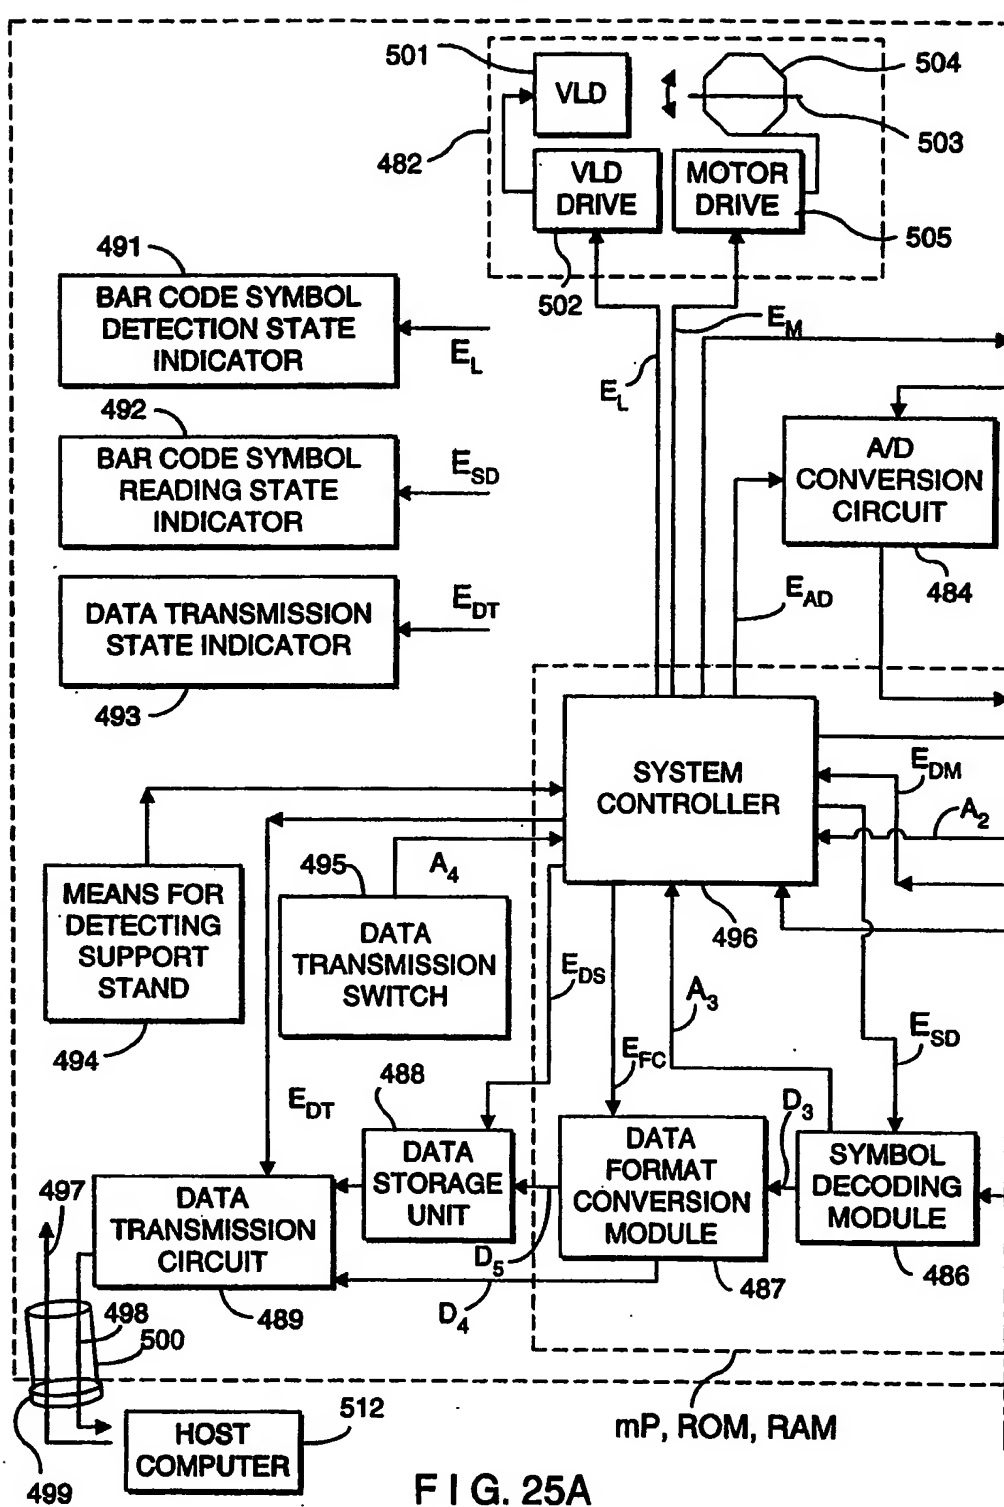 501
VLD
504
503
482
VLD
DRIVE
MOTOR
DRIVE
505
502
491
BAR CODE SYMBOL
DETECTION STATE
INDICATOR
E_L
E_M
E_L
492
BAR CODE SYMBOL
READING STATE
INDICATOR
E_SD
A/D
CONVERSION
CIRCUIT
484
E_AD
DATA TRANSMISSION
STATE INDICATOR
E_DT
493
SYSTEM
CONTROLLER
E_DM
A_2
496
MEANS FOR
DETECTING
SUPPORT
STAND
494
495
A_4
DATA
TRANSMISSION
SWITCH
E_DS
A_3
E_FC
E_SD
E_DT
488
DATA
STORAGE
UNIT
DATA
FORMAT
CONVERSION
MODULE
487
D_3
SYMBOL
DECODING
MODULE
486
497
DATA
TRANSMISSION
CIRCUIT
489
D_5
D_4
498
500
499
HOST
COMPUTER
512
mP, ROM, RAM
FIG. 25A